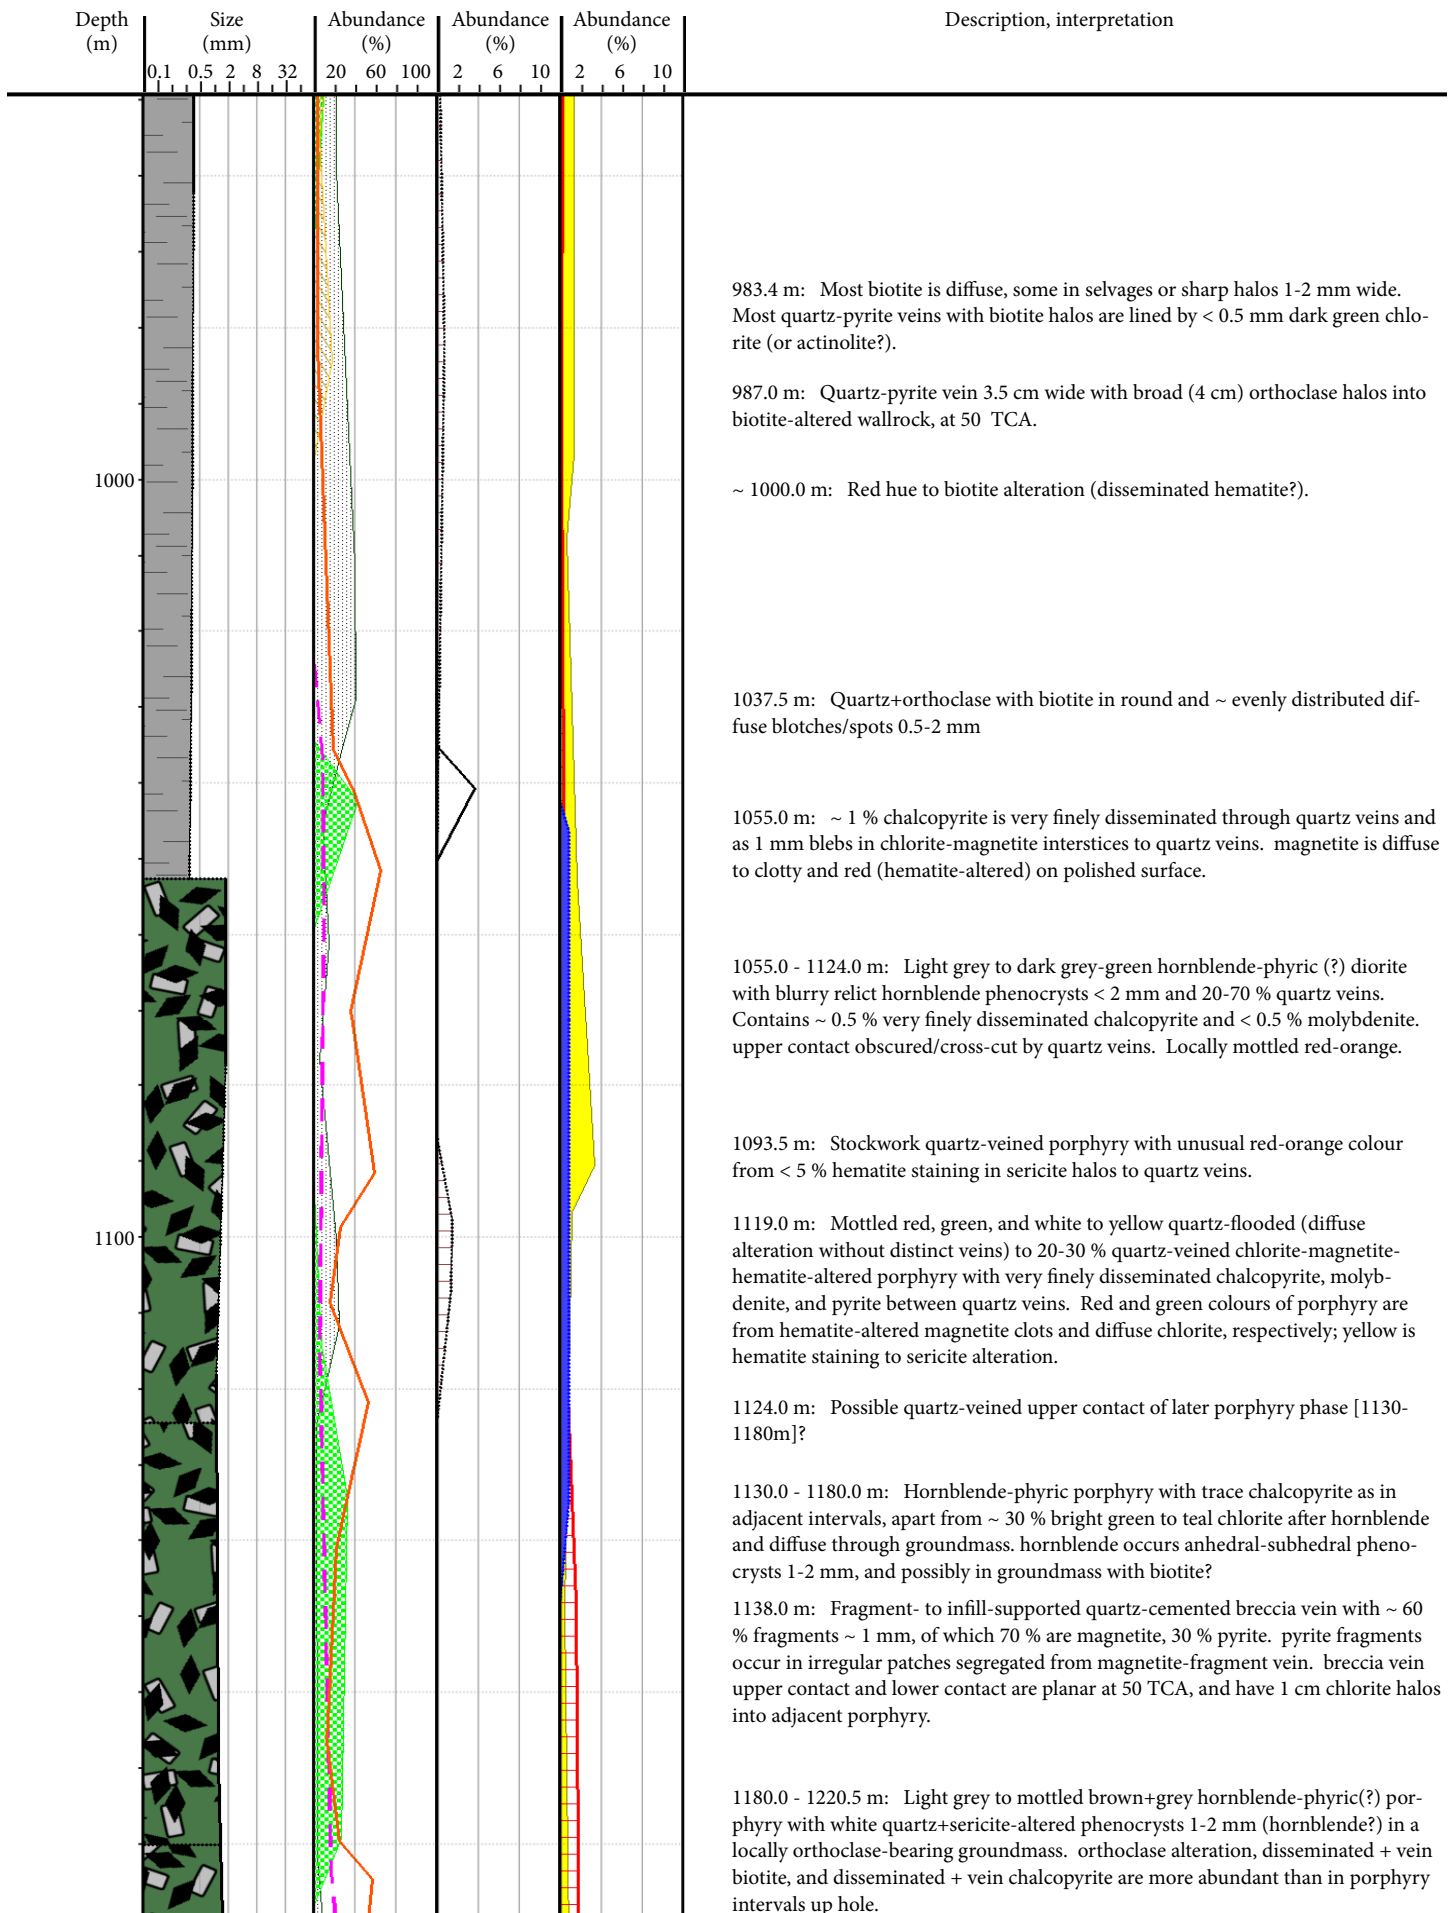 Depth
(m)
Size
(mm)
Abundance
(%)
Abundance
(%)
Abundance
(%)
Description, interpretation
0.1 0.5 2 8 32
20 60 100
2 6 10
2 6 10
983.4 m: Most biotite is diffuse, some in selvages or sharp halos 1-2 mm wide.
Most quartz-pyrite veins with biotite halos are lined by < 0.5 mm dark green chlo-
rite (or actinolite?).
987.0 m: Quartz-pyrite vein 3.5 cm wide with broad (4 cm) orthoclase halos into
biotite-altered wallrock, at 50 TCA.
1000
~ 1000.0 m: Red hue to biotite alteration (disseminated hematite?).
1037.5 m: Quartz+orthoclase with biotite in round and ~ evenly distributed dif-
fuse blotches/spots 0.5-2 mm
1055.0 m: ~ 1 % chalcopyrite is very finely disseminated through quartz veins and
as 1 mm blebs in chlorite-magnetite interstices to quartz veins. magnetite is diffuse
to clotty and red (hematite-altered) on polished surface.
1055.0 - 1124.0 m: Light grey to dark grey-green hornblende-phyric (?) diorite
with blurry relict hornblende phenocrysts < 2 mm and 20-70 % quartz veins.
Contains ~ 0.5 % very finely disseminated chalcopyrite and < 0.5 % molybdenite.
upper contact obscured/cross-cut by quartz veins. Locally mottled red-orange.
1093.5 m: Stockwork quartz-veined porphyry with unusual red-orange colour
from < 5 % hematite staining in sericite halos to quartz veins.
1100
1119.0 m: Mottled red, green, and white to yellow quartz-flooded (diffuse
alteration without distinct veins) to 20-30 % quartz-veined chlorite-magnetite-
hematite-altered porphyry with very finely disseminated chalcopyrite, molyb-
denite, and pyrite between quartz veins. Red and green colours of porphyry are
from hematite-altered magnetite clots and diffuse chlorite, respectively; yellow is
hematite staining to sericite alteration.
1124.0 m: Possible quartz-veined upper contact of later porphyry phase [1130-
1180m]?
1130.0 - 1180.0 m: Hornblende-phyric porphyry with trace chalcopyrite as in
adjacent intervals, apart from ~ 30 % bright green to teal chlorite after hornblende
and diffuse through groundmass. hornblende occurs anhedral-subhedral pheno-
crysts 1-2 mm, and possibly in groundmass with biotite?
1138.0 m: Fragment- to infill-supported quartz-cemented breccia vein with ~ 60
% fragments ~ 1 mm, of which 70 % are magnetite, 30 % pyrite. pyrite fragments
occur in irregular patches segregated from magnetite-fragment vein. breccia vein
upper contact and lower contact are planar at 50 TCA, and have 1 cm chlorite halos
into adjacent porphyry.
1180.0 - 1220.5 m: Light grey to mottled brown+grey hornblende-phyric(?) por-
phyry with white quartz+sericite-altered phenocrysts 1-2 mm (hornblende?) in a
locally orthoclase-bearing groundmass. orthoclase alteration, disseminated + vein
biotite, and disseminated + vein chalcopyrite are more abundant than in porphyry
intervals up hole.